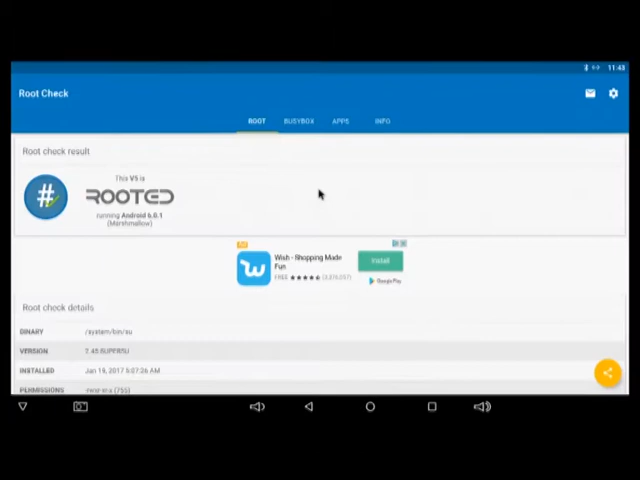 11:43
Root Check
ROOT BUSYBOX APPS INFO
Root check result
This V5 is
ROOTED
running Android 6.0.1
(Marshmallow)
Ad
Wish - Shopping Made
Fun
FREE
Install
Google Play
Root check details
BINARY /system/bin/su
VERSION 2.45 SUPERSU
INSTALLED Jan 19, 2017 5:07:26 AM
PERMISSIONS (755)